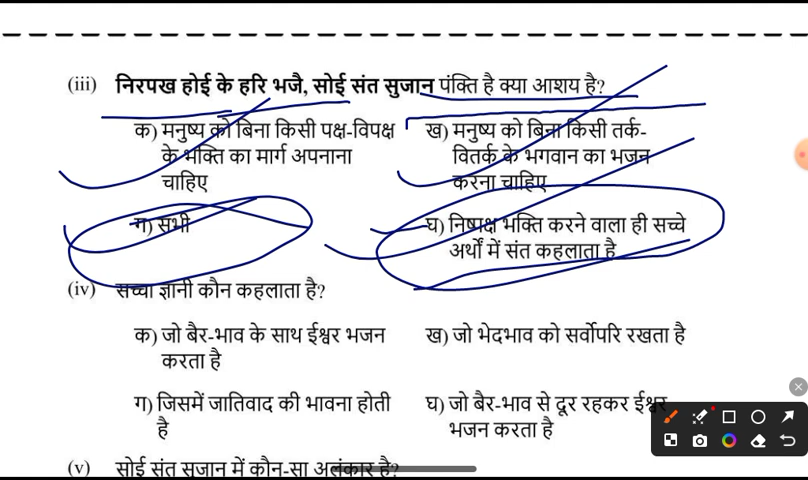 (iii) निरपख होई के हरि भजै, सोई संत सुजान पंक्ति है क्या आशय है?
क) मनुष्य को बिना किसी पक्ष-विपक्ष
के भक्ति का मार्ग अपनाना
चाहिए
ख) मनुष्य को बिना किसी तर्क-
वितर्क के भगवान का भजन
करना चाहिए
ग) सभी
घ) निष्पक्ष भक्ति करने वाला ही सच्चे
अर्थों में संत कहलाता है
(iv) सच्चा ज्ञानी कौन कहलाता है?
क) जो बैर-भाव के साथ ईश्वर भजन
करता है
ख) जो भेदभाव को सर्वोपरि रखता है
ग) जिसमें जातिवाद की भावना होती
है
घ) जो बैर-भाव से दूर रहकर ईश्वर
भजन करता है
(v) सोई संत सुजान में कौन-सा अलंकार है?